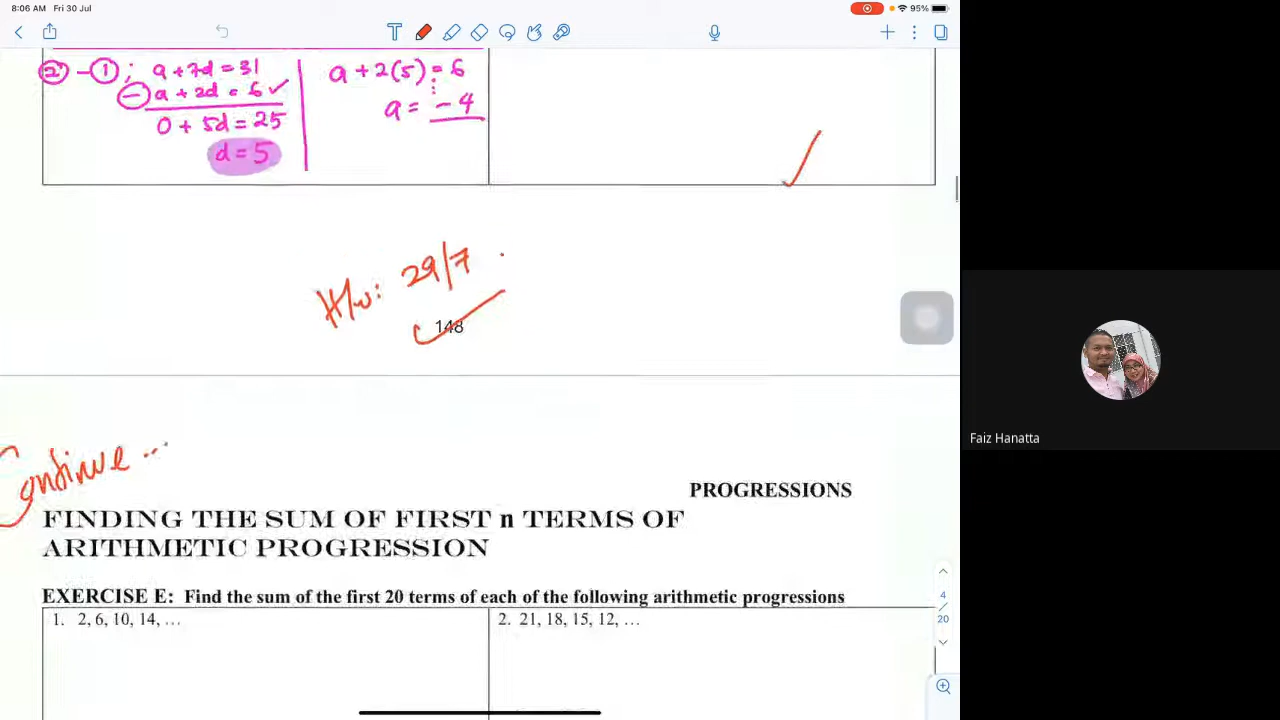 8:06 AM Fri 30 Jul
95%
② - ① ; a + 7d = 31
- a + 2d = 6 ✓
0 + 5d = 25
d = 5
a + 2(5) = 6
a = - 4
H/w: 29/7
148
Continue ...
PROGRESSIONS
FINDING THE SUM OF FIRST n TERMS OF
ARITHMETIC PROGRESSION
EXERCISE E: Find the sum of the first 20 terms of each of the following arithmetic progressions
1. 2, 6, 10, 14, …
2. 21, 18, 15, 12, …
4
/
20
Faiz Hanatta